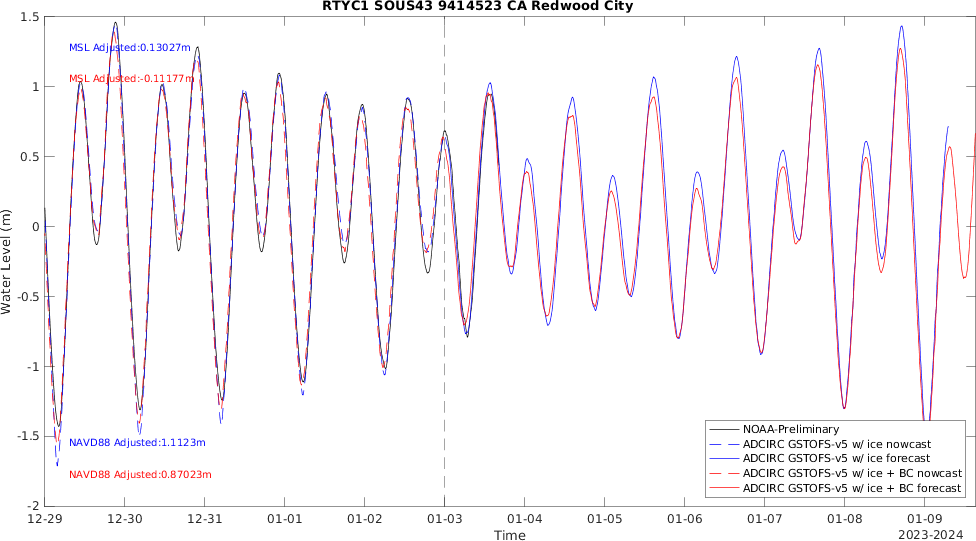 RTYC1 SOUS43 9414523 CA Redwood City
1.5
1
0.5
0
-0.5
-1
-1.5
-2
Water Level (m)
MSL Adjusted:0.13027m
MSL Adjusted:-0.11177m
NAVD88 Adjusted:1.1123m
NAVD88 Adjusted:0.87023m
NOAA-Preliminary
ADCIRC GSTOFS-v5 w/ ice nowcast
ADCIRC GSTOFS-v5 w/ ice forecast
ADCIRC GSTOFS-v5 w/ ice + BC nowcast
ADCIRC GSTOFS-v5 w/ ice + BC forecast
12-29 12-30 12-31 01-01 01-02 01-03 01-04 01-05 01-06 01-07 01-08 01-09
Time
2023-2024